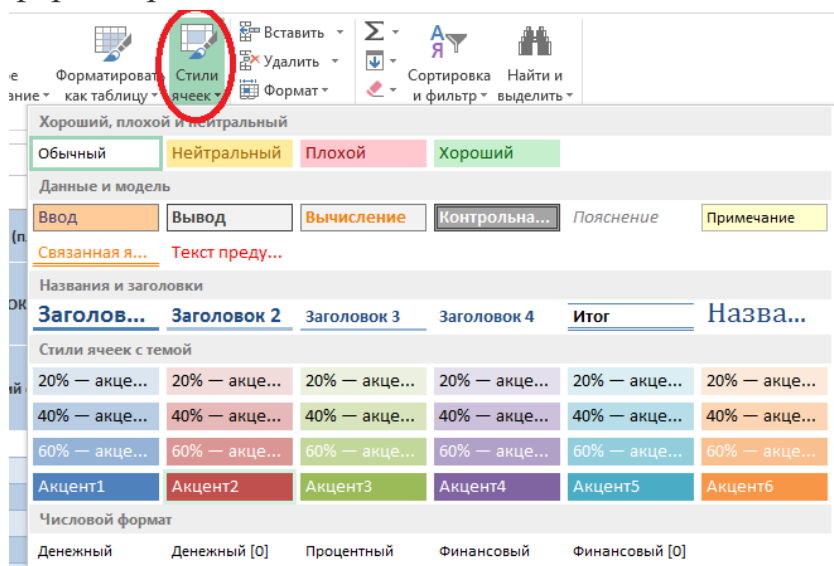 Вставить
Удалить
Формат
Форматировать
как таблицу
Стили
ячеек
Σ
А
Я
Сортировка
и фильтр
Найти и
выделить
Хороший, плохой и нейтральный
Обычный Нейтральный Плохой Хороший
Данные и модель
Ввод Вывод Вычисление Контрольна... Пояснение Примечание
Связанная я... Текст преду...
Названия и заголовки
Заголов... Заголовок 2 Заголовок 3 Заголовок 4 Итог Назва...
Стили ячеек с темой
20% — акце... 20% — акце... 20% — акце... 20% — акце... 20% — акце... 20% — акце...
40% — акце... 40% — акце... 40% — акце... 40% — акце... 40% — акце... 40% — акце...
60% — акце... 60% — акце... 60% — акце... 60% — акце... 60% — акце... 60% — акце...
Акцент1 Акцент2 Акцент3 Акцент4 Акцент5 Акцент6
Числовой формат
Денежный Денежный [0] Процентный Финансовый Финансовый [0]